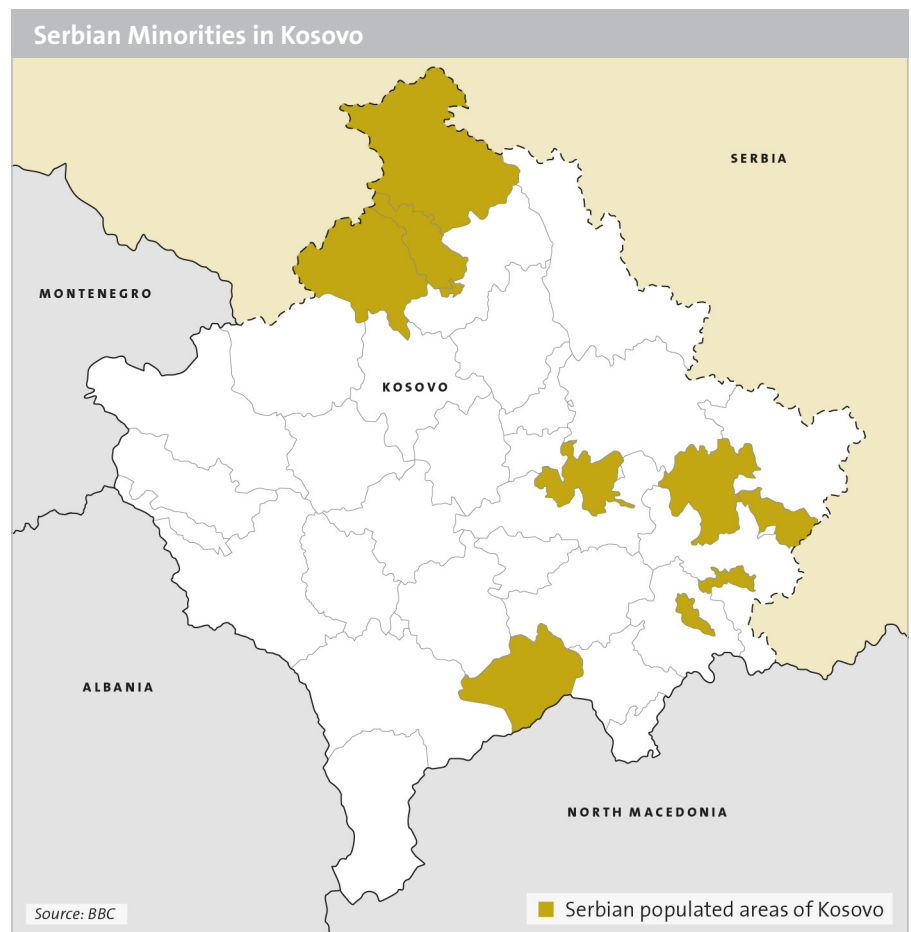 Serbian Minorities in Kosovo
SERBIA
MONTENEGRO
KOSOVO
ALBANIA
NORTH MACEDONIA
Source: BBC
Serbian populated areas of Kosovo